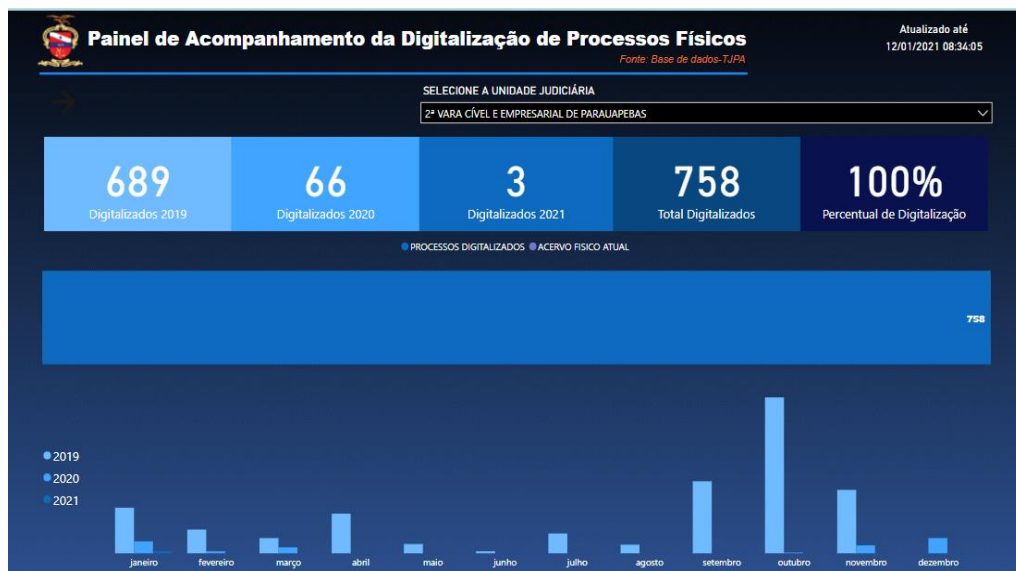 Painel de Acompanhamento da Digitalização de Processos Físicos
Fonte: Base de dados-TJPA
Atualizado até
12/01/2021 08:34:05
SELECIONE A UNIDADE JUDICIÁRIA
2ª VARA CÍVEL E EMPRESARIAL DE PARAUAPEBAS
689
Digitalizados 2019
66
Digitalizados 2020
3
Digitalizados 2021
758
Total Digitalizados
100%
Percentual de Digitalização
PROCESSOS DIGITALIZADOS ACERVO FISICO ATUAL
758
2019
2020
2021
janeiro fevereiro março abril maio junho julho agosto setembro outubro novembro dezembro